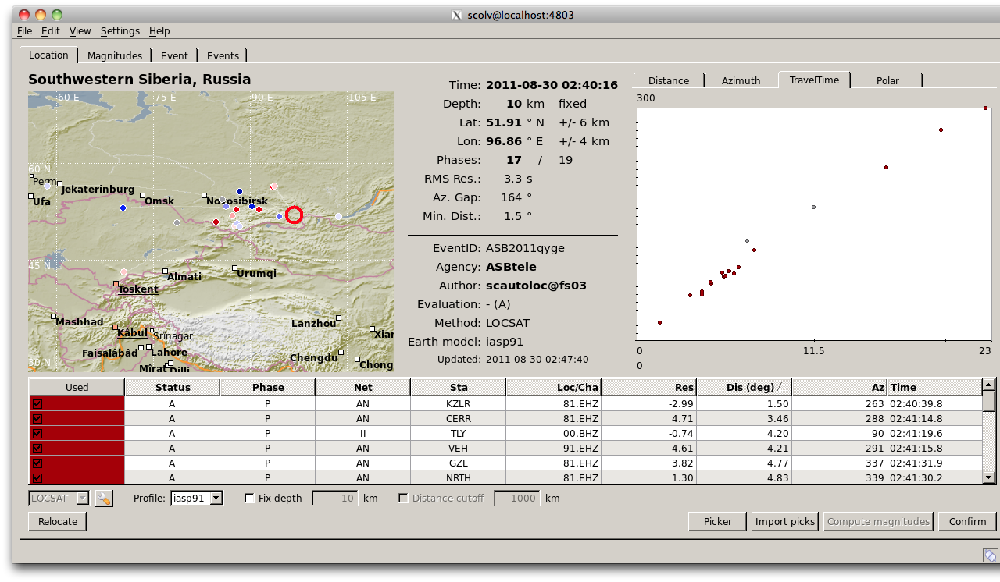 scolv@localhost:4803
File Edit View Settings Help
Location Magnitudes Event Events
Southwestern Siberia, Russia
60 E 75 E 90 E 105 E
60 N
Perm
Jekaterinburg
Ufa
Omsk
Novosibirsk
45 N
Almati
Urumqi
Toskent
Mashhad
Kâbul
Srinagar
Lanzhou
Xian
Faisalâbâd
Lahore
Chengdu
30 N
Mîrat
Dilli
Chong
Time: 2011-08-30 02:40:16
Depth: 10 km fixed
Lat: 51.91 ° N +/- 6 km
Lon: 96.86 ° E +/- 4 km
Phases: 17 / 19
RMS Res.: 3.3 s
Az. Gap: 164 °
Min. Dist.: 1.5 °
EventID: ASB2011qyge
Agency: ASBtele
Author: scautoloc@fs03
Evaluation: - (A)
Method: LOCSAT
Earth model: iasp91
Updated: 2011-08-30 02:47:40
Distance Azimuth TravelTime Polar
300
0 11.5 23
0
Used Status Phase Net Sta Loc/Cha Res Dis (deg) Az Time
A P AN KZLR 81.EHZ -2.99 1.50 263 02:40:39.8
A P AN CERR 81.EHZ 4.71 3.46 288 02:41:14.8
A P II TLY 00.BHZ -0.74 4.20 90 02:41:19.6
A P AN VEH 91.EHZ -4.61 4.21 291 02:41:15.8
A P AN GZL 81.EHZ 3.82 4.77 337 02:41:31.9
A P AN NRTH 81.EHZ 1.30 4.83 339 02:41:30.2
LOCSAT Profile: iasp91 Fix depth 10 km Distance cutoff 1000 km
Relocate Picker Import picks Compute magnitudes Confirm